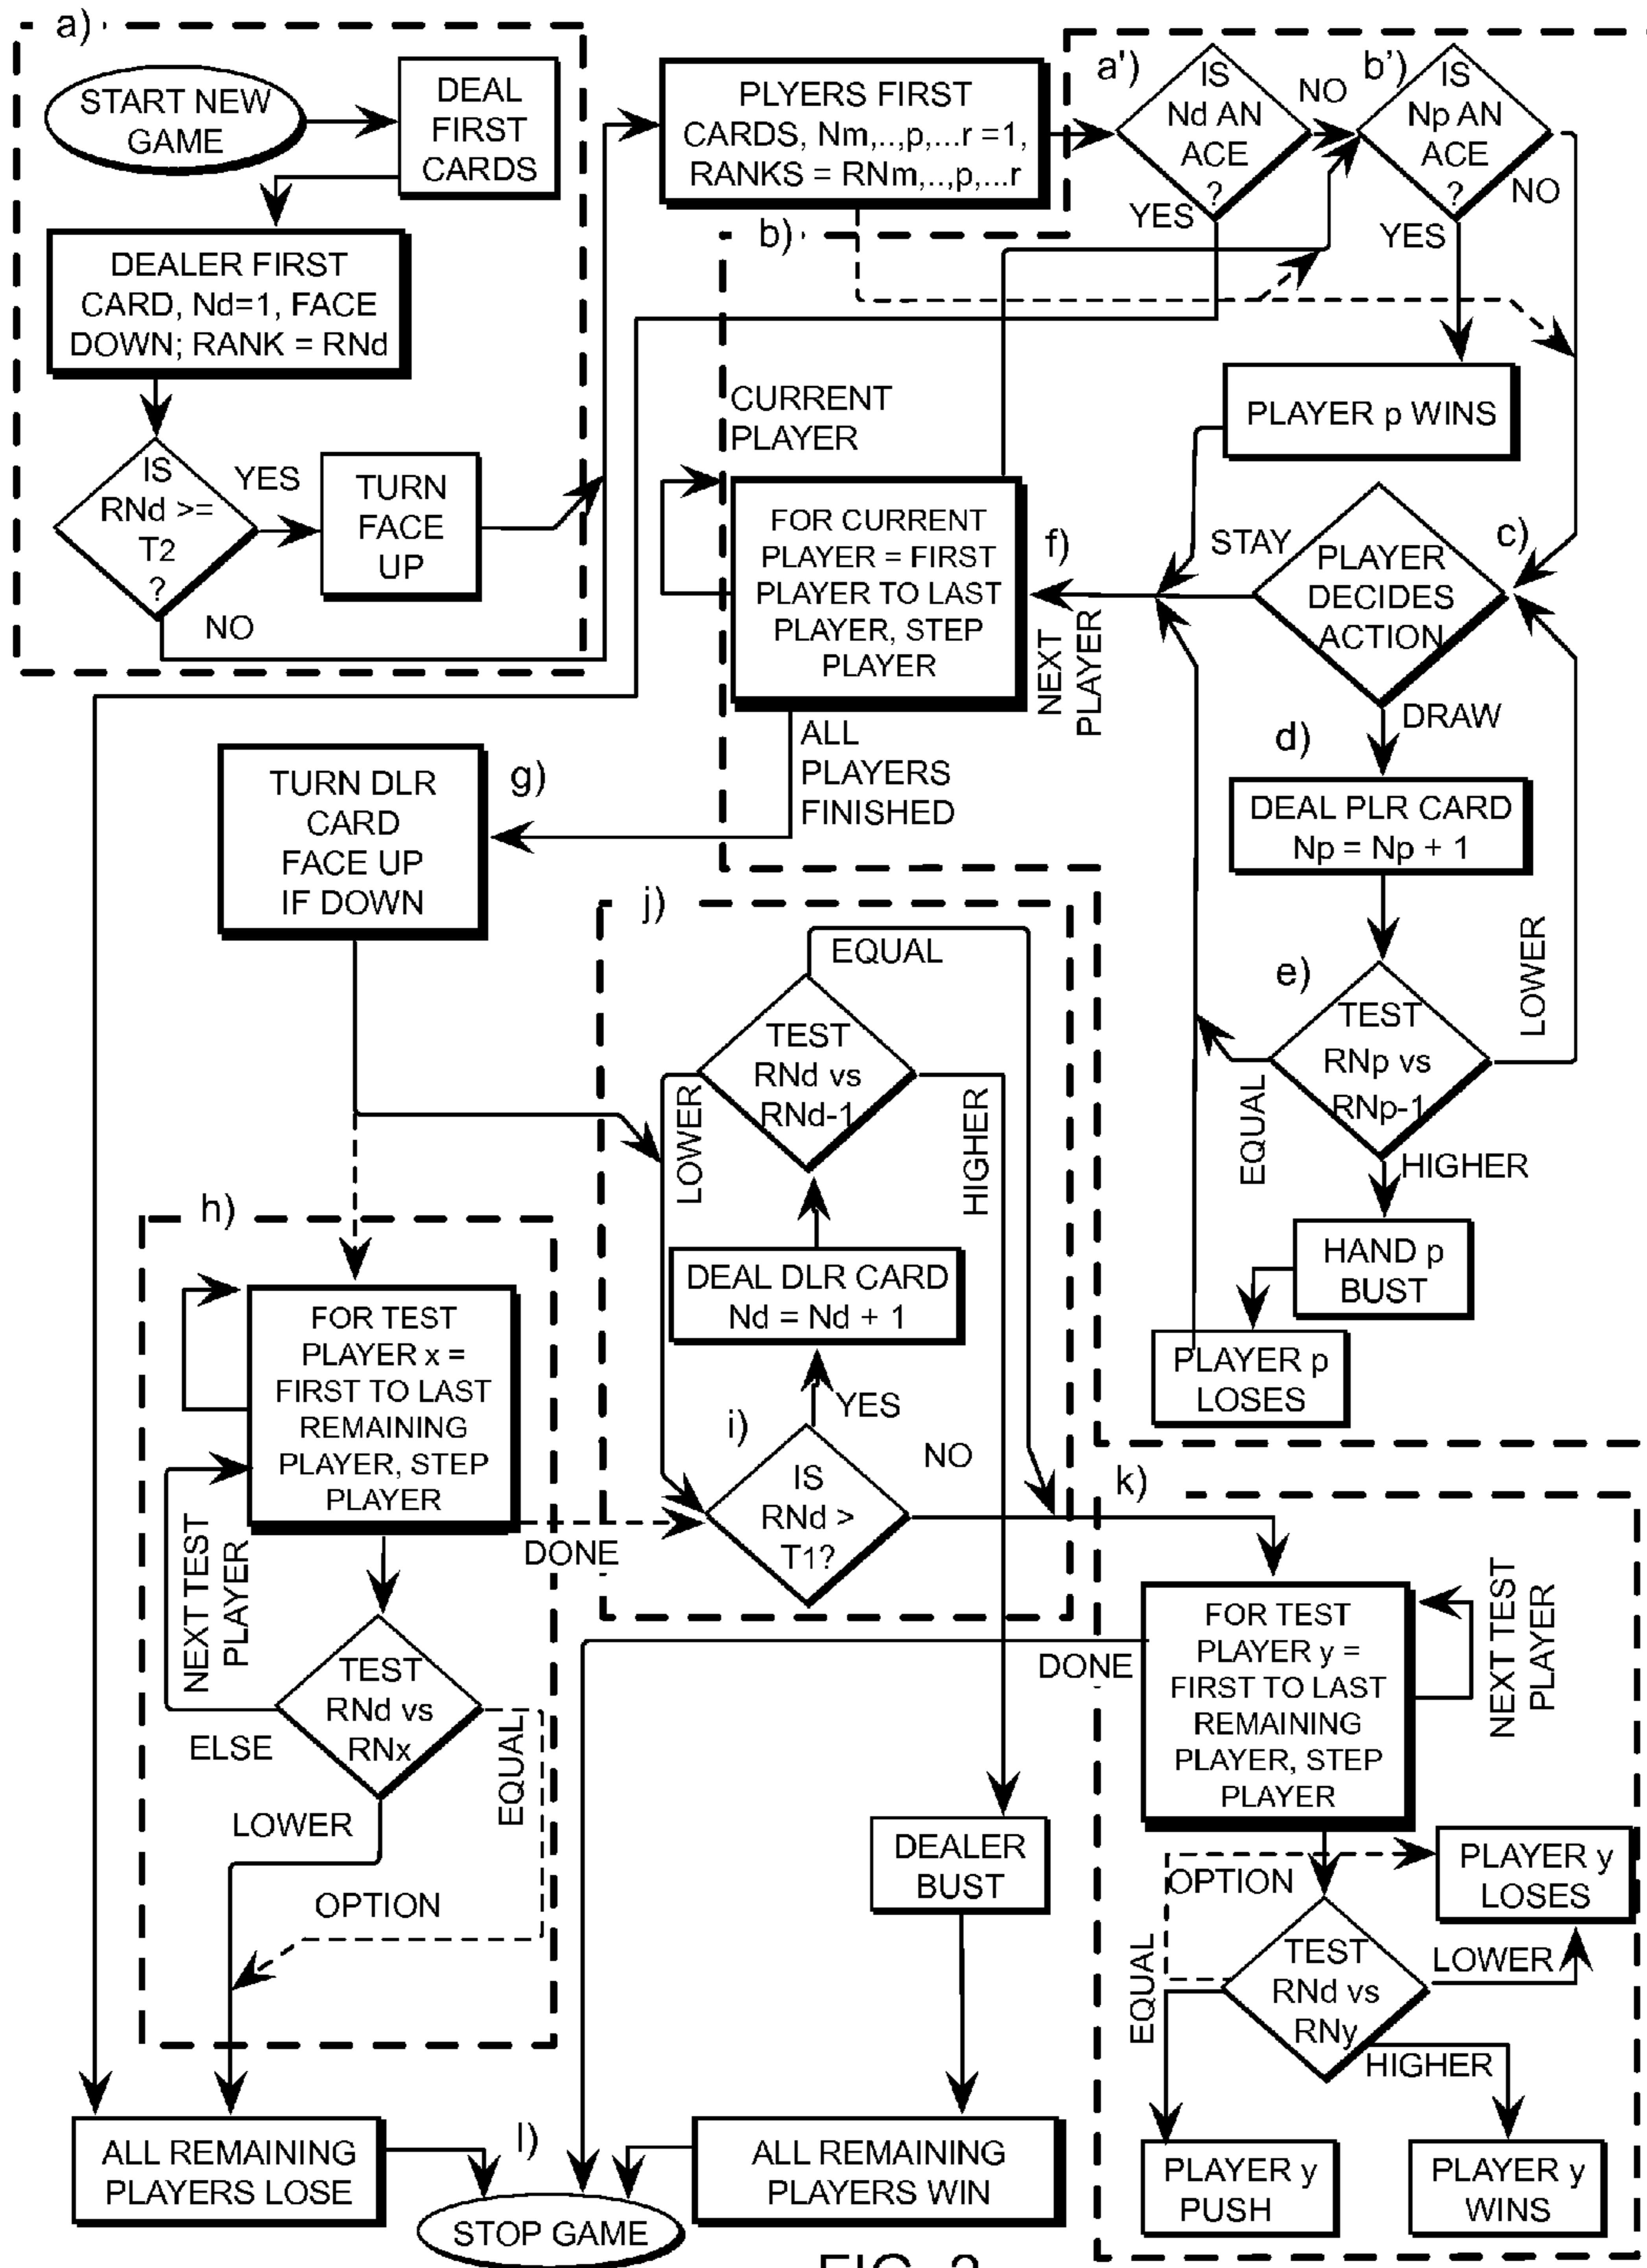 a)
START NEW
GAME
DEAL
FIRST
CARDS
DEALER FIRST
CARD, Nd=1, FACE
DOWN; RANK = RNd
IS
RNd >=
T2
?
YES
TURN
FACE
UP
NO
PLYERS FIRST
CARDS, Nm,..,p,...r =1,
RANKS = RNm,..,p,...r
a')
IS
Nd AN
ACE
?
NO
YES
b')
IS
Np AN
ACE
?
NO
YES
b)
PLAYER p WINS
CURRENT
PLAYER
FOR CURRENT
PLAYER = FIRST
PLAYER TO LAST
PLAYER, STEP
PLAYER
f)
NEXT
PLAYER
STAY
c)
PLAYER
DECIDES
ACTION
DRAW
ALL
PLAYERS
FINISHED
d)
DEAL PLR CARD
Np = Np + 1
e)
TEST
RNp vs
RNp-1
LOWER
EQUAL
HIGHER
HAND p
BUST
PLAYER p
LOSES
TURN DLR
CARD
FACE UP
IF DOWN
g)
j)
EQUAL
TEST
RNd vs
RNd-1
LOWER
HIGHER
DEAL DLR CARD
Nd = Nd + 1
YES
i)
IS
RNd >
T1?
NO
h)
FOR TEST
PLAYER x =
FIRST TO LAST
REMAINING
PLAYER, STEP
PLAYER
DONE
NEXT TEST
PLAYER
TEST
RNd vs
RNx
ELSE
EQUAL
LOWER
OPTION
k)
FOR TEST
PLAYER y =
FIRST TO LAST
REMAINING
PLAYER, STEP
PLAYER
NEXT TEST
PLAYER
DONE
DEALER
BUST
OPTION
PLAYER y
LOSES
TEST
RNd vs
RNy
EQUAL
LOWER
HIGHER
PLAYER y
PUSH
PLAYER y
WINS
ALL REMAINING
PLAYERS LOSE
l)
ALL REMAINING
PLAYERS WIN
STOP GAME